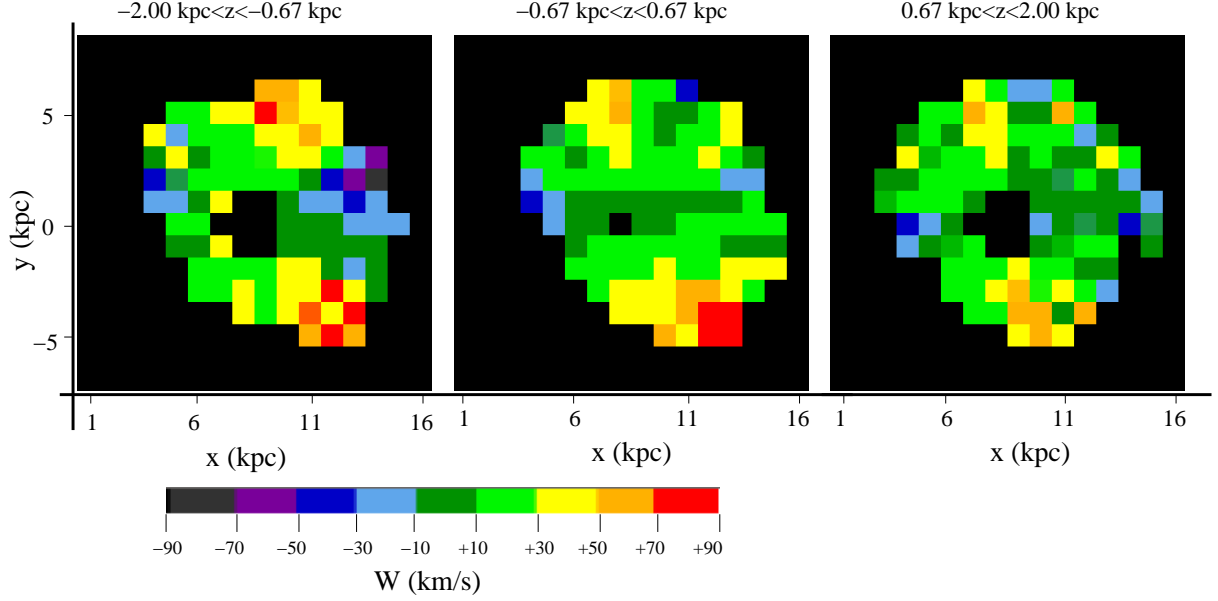 −2.00 kpc<z<−0.67 kpc
−0.67 kpc<z<0.67 kpc
0.67 kpc<z<2.00 kpc
y (kpc)
5
0
−5
1 6 11 16
1 6 11 16
1 6 11 16
x (kpc)
x (kpc)
x (kpc)
−90 −70 −50 −30 −10 +10 +30 +50 +70 +90
W (km/s)